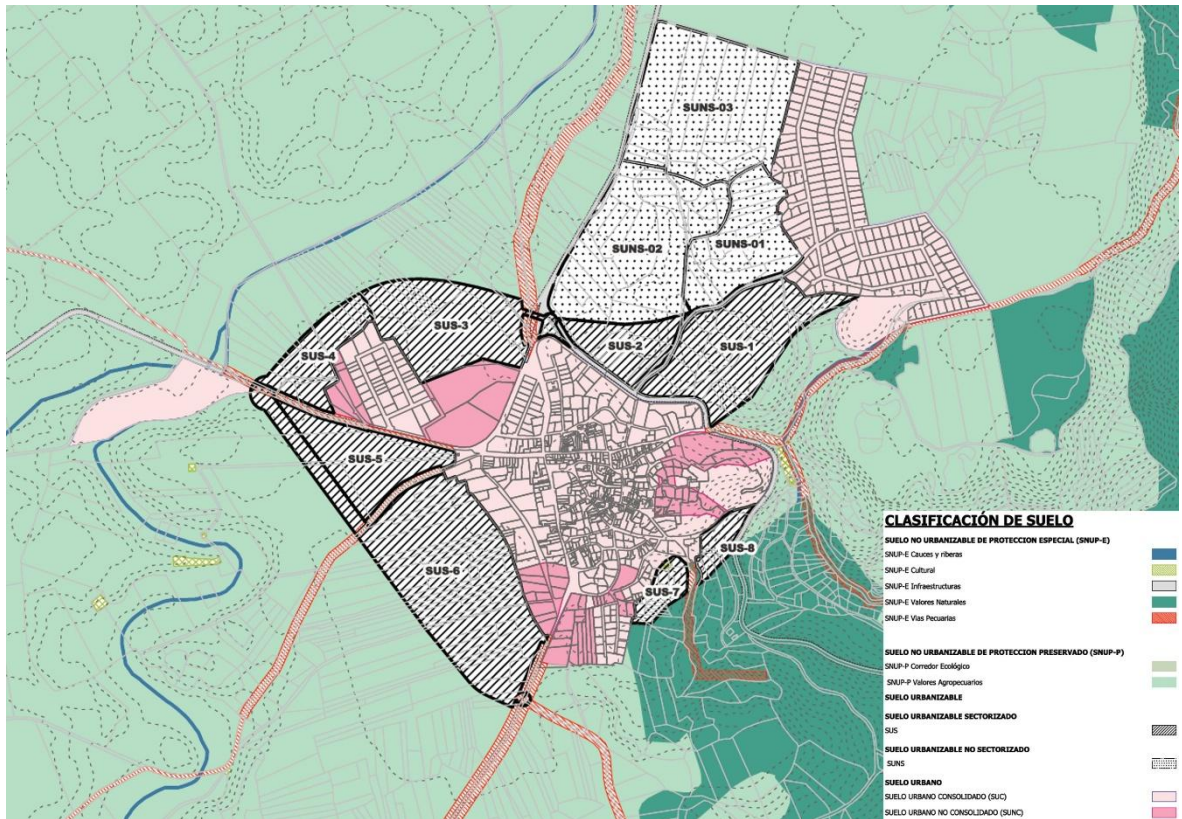 SUNS-03
SUNS-02
SUNS-01
SUS-3
SUS-4
SUS-2
SUS-1
SUS-5
SUS-6
SUS-8
SUS-7
CLASIFICACIÓN DE SUELO
SUELO NO URBANIZABLE DE PROTECCION ESPECIAL (SNUP-E)
SNUP-E Cauces y riberas
SNUP-E Cultural
SNUP-E Infraestructuras
SNUP-E Valores Naturales
SNUP-E Vias Pecuarias
SUELO NO URBANIZABLE DE PROTECCION PRESERVADO (SNUP-P)
SNUP-P Corredor Ecológico
SNUP-P Valores Agropecuarios
SUELO URBANIZABLE
SUELO URBANIZABLE SECTORIZADO
SUS
SUELO URBANIZABLE NO SECTORIZADO
SUNS
SUELO URBANO
SUELO URBANO CONSOLIDADO (SUC)
SUELO URBANO NO CONSOLIDADO (SUNC)